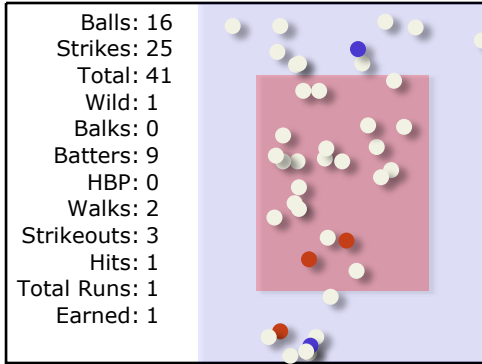 Balls: 16
Strikes: 25
Total: 41
Wild: 1
Balks: 0
Batters: 9
HBP: 0
Walks: 2
Strikeouts: 3
Hits: 1
Total Runs: 1
Earned: 1